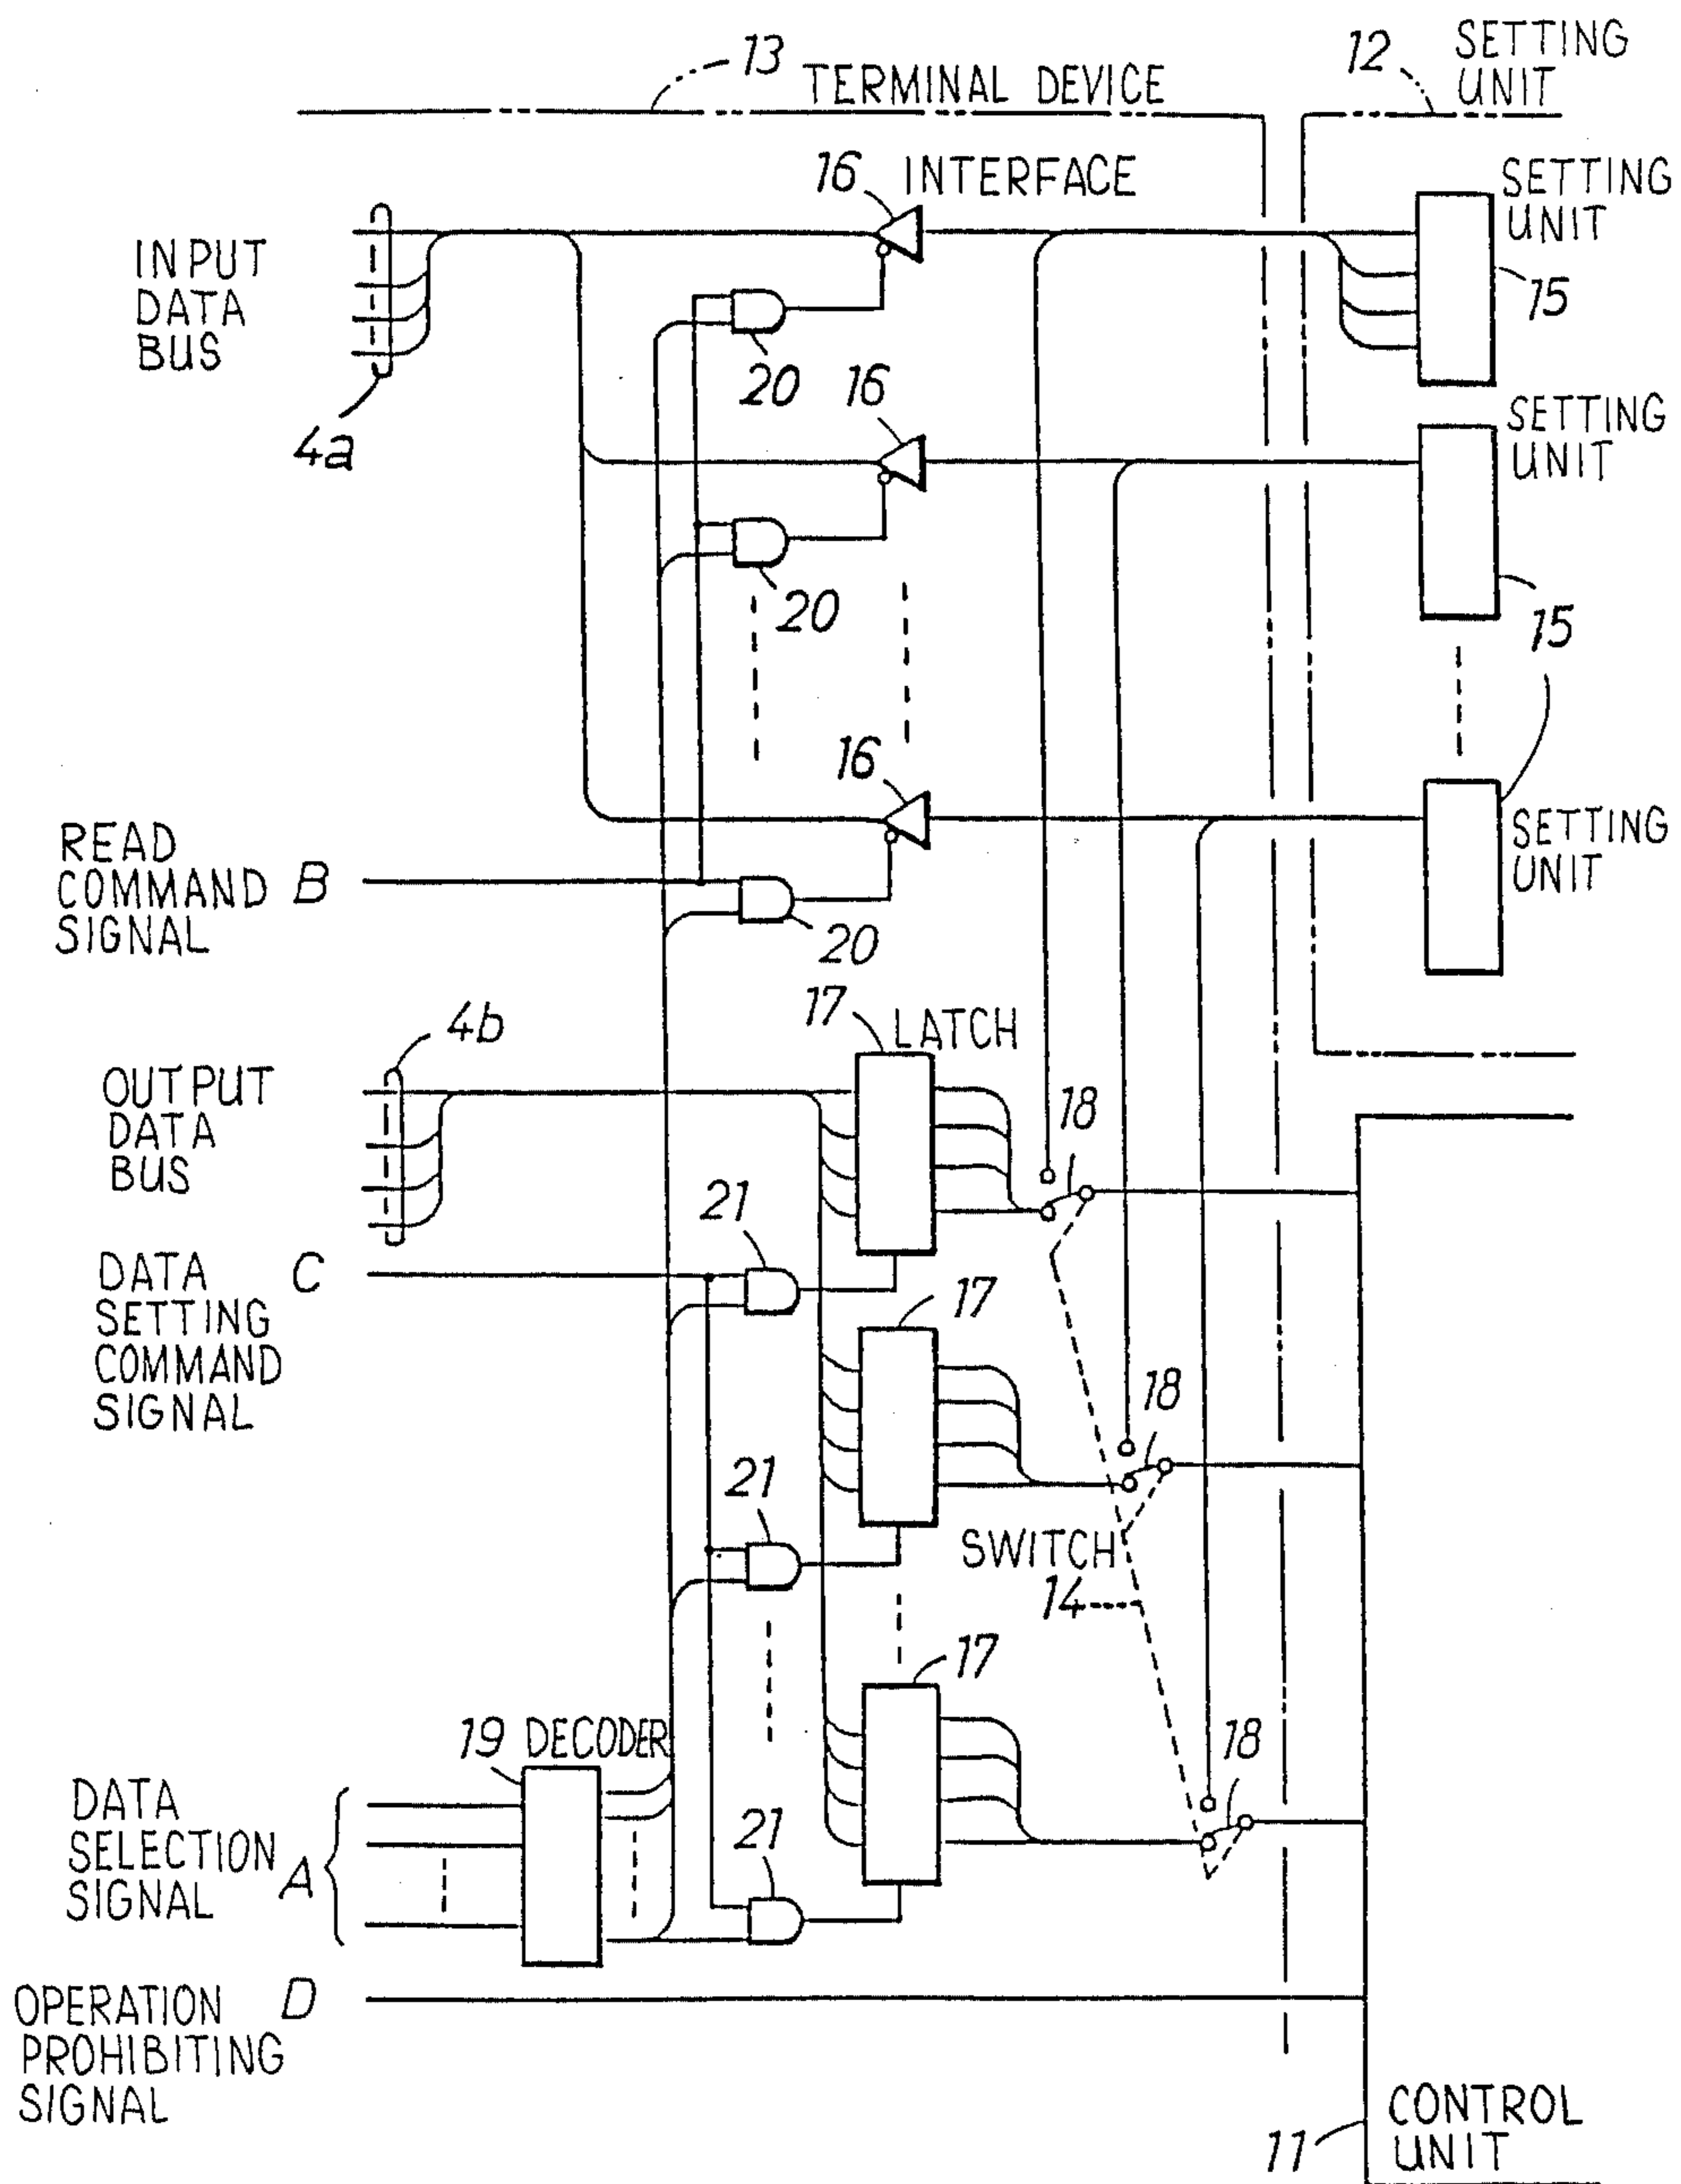 13
TERMINAL DEVICE
12
SETTING
UNIT
16
INTERFACE
SETTING
UNIT
15
INPUT
DATA
BUS
4a
20
16
SETTING
UNIT
20
15
16
SETTING
UNIT
READ
COMMAND
SIGNAL
B
20
17
LATCH
4b
OUTPUT
DATA
BUS
18
21
DATA
SETTING
COMMAND
SIGNAL
C
17
18
21
SWITCH
14
17
19 DECODER
18
DATA
SELECTION
SIGNAL
A
21
OPERATION
PROHIBITING
SIGNAL
D
CONTROL
UNIT
11